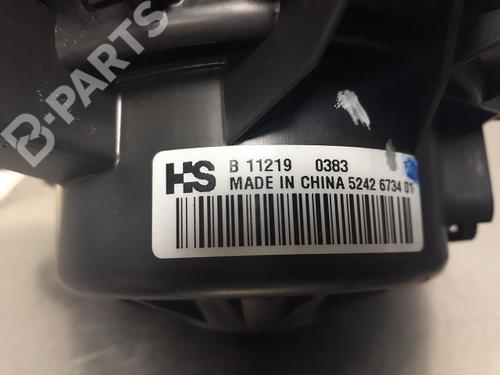 B-PARTS
HS B 11219 0383
MADE IN CHINA 5242 6734 01